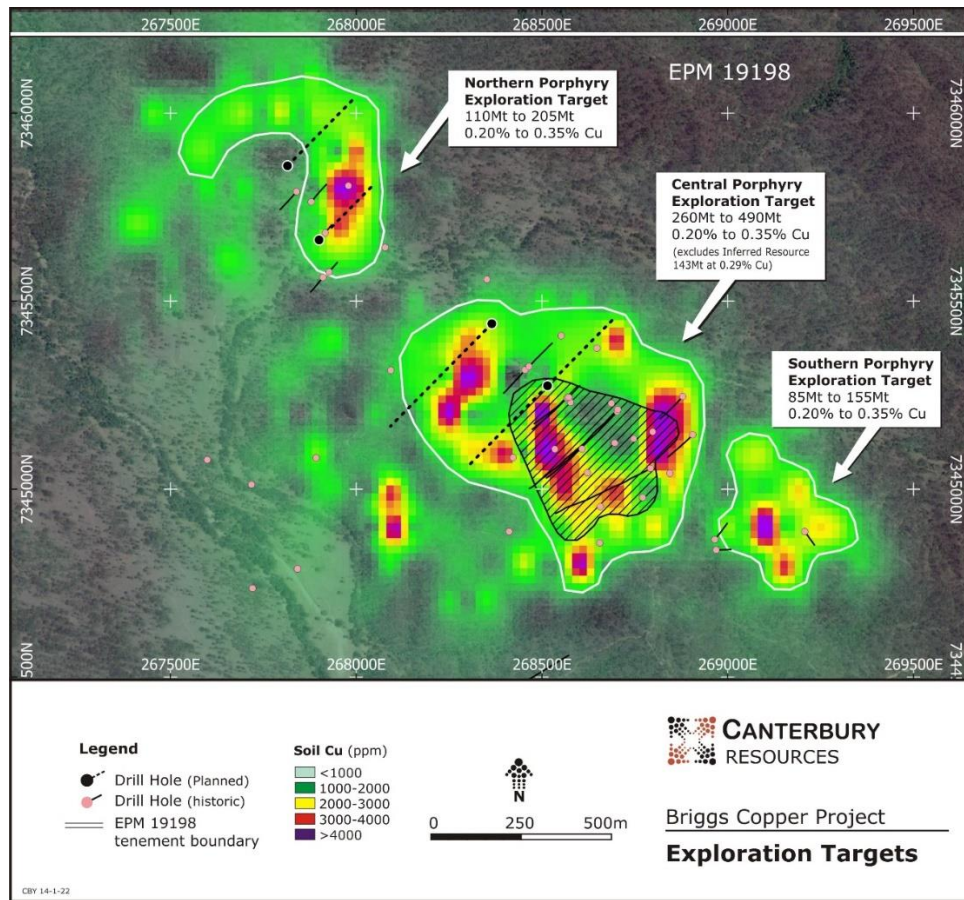 267500E
268000E
268500E
269000E
269500E
EPM 19198
Northern Porphyry
Exploration Target
110Mt to 205Mt
0.20% to 0.35% Cu
7346000N
7346000N
Central Porphyry
Exploration Target
260Mt to 490Mt
0.20% to 0.35% Cu
(excludes Inferred Resource
143Mt at 0.29% Cu)
7345500N
7345500N
Southern Porphyry
Exploration Target
85Mt to 155Mt
0.20% to 0.35% Cu
7345000N
7345000N
500N
7344
267500E
268000E
268500E
269000E
269500E
Legend
Drill Hole (Planned)
Drill Hole (historic)
EPM 19198
tenement boundary
Soil Cu (ppm)
<1000
1000-2000
2000-3000
3000-4000
>4000
N
0 250 500m
CANTERBURY
RESOURCES
Briggs Copper Project
Exploration Targets
CBY 14-1-22